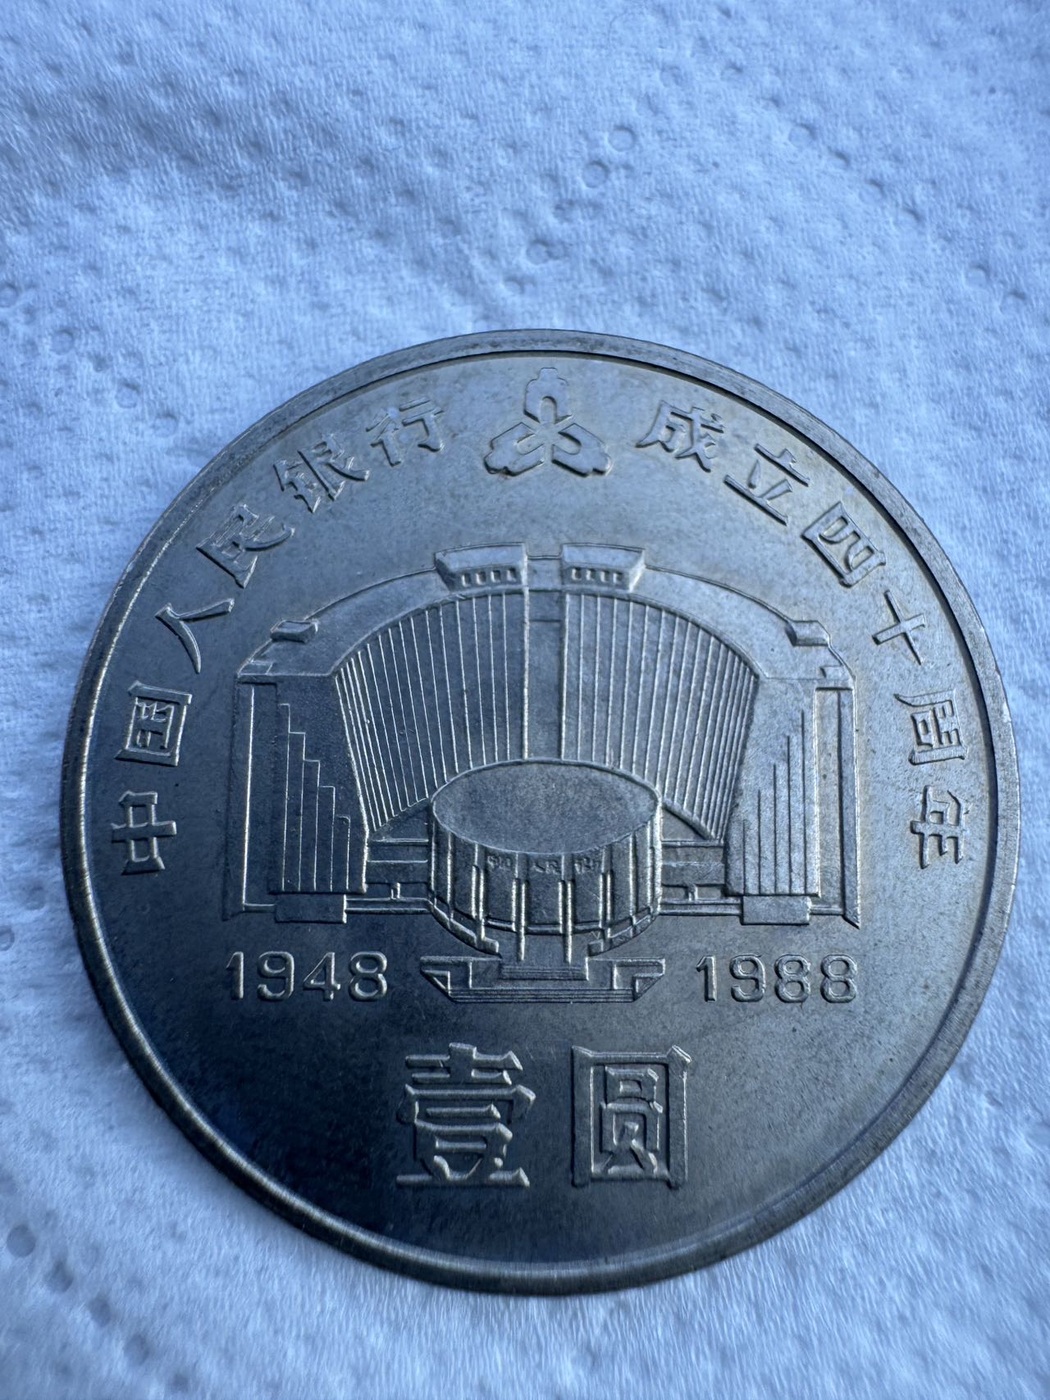 中国人民银行 成立四十周年
1948 1988
壹圆